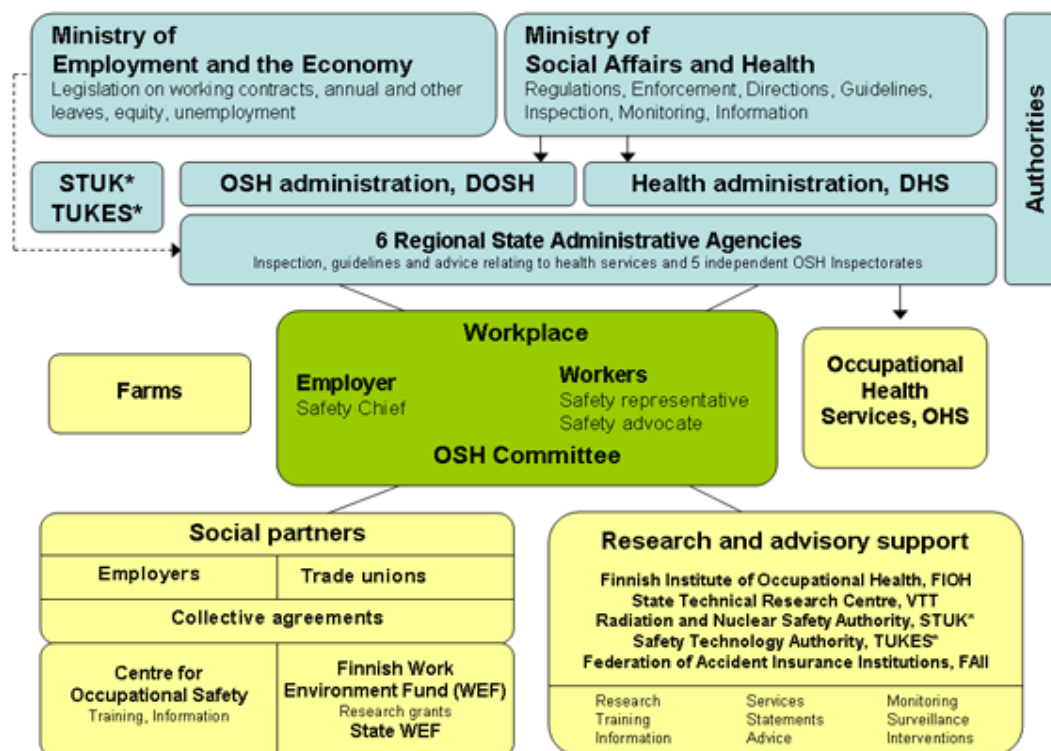 Ministry of
Employment and the Economy
Legislation on working contracts, annual and other
leaves, equity, unemployment
Ministry of
Social Affairs and Health
Regulations, Enforcement, Directions, Guidelines,
Inspection, Monitoring, Information
Authorities
STUK*
TUKES*
OSH administration, DOSH
Health administration, DHS
6 Regional State Administrative Agencies
Inspection, guidelines and advice relating to health services and 5 independent OSH Inspectorates
Farms
Workplace
Employer
Safety Chief
Workers
Safety representative
Safety advocate
OSH Committee
Occupational
Health
Services, OHS
Social partners
Employers
Trade unions
Collective agreements
Centre for
Occupational Safety
Training, Information
Finnish Work
Environment Fund (WEF)
Research grants
State WEF
Research and advisory support
Finnish Institute of Occupational Health, FIOH
State Technical Research Centre, VTT
Radiation and Nuclear Safety Authority, STUK*
Safety Technology Authority, TUKES*
Federation of Accident Insurance Institutions, FAII
Research
Training
Information
Services
Statements
Advice
Monitoring
Surveillance
Interventions